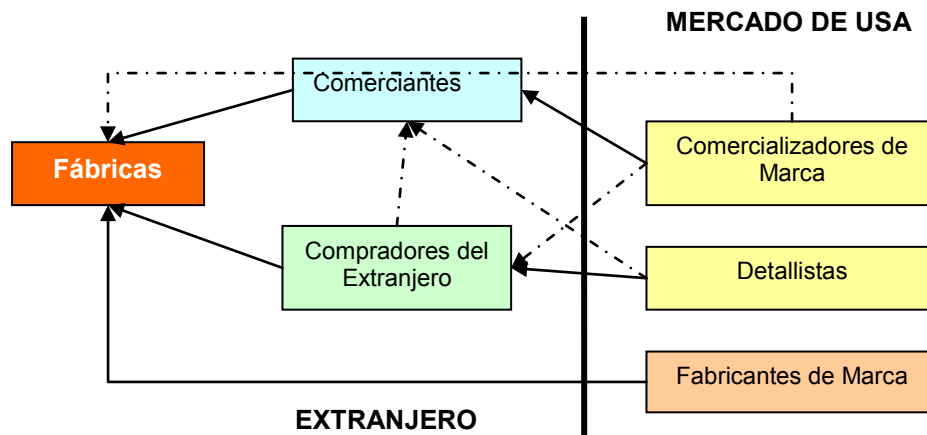 MERCADO DE USA
Comerciantes
Fábricas
Comercializadores de
Marca
Compradores del
Extranjero
Detallistas
Fabricantes de Marca
EXTRANJERO